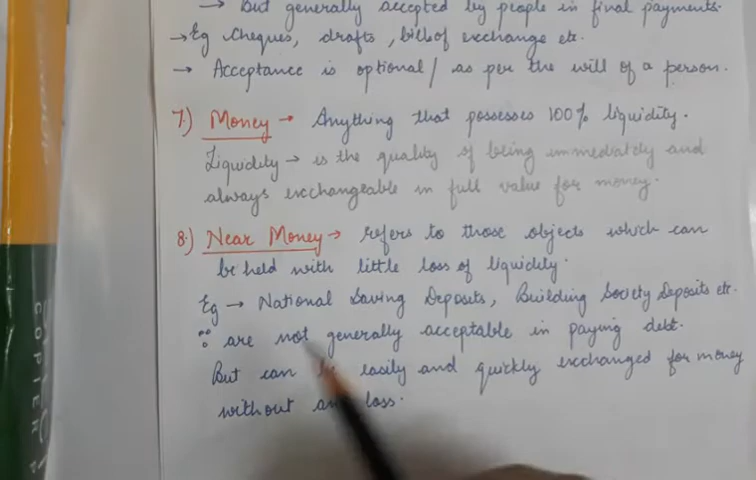 → But generally accepted by people in final payments.
→ Eg Cheques, drafts, bills of exchange etc.
→ Acceptance is optional / as per the will of a person.
7.) Money → Anything that possesses 100% liquidity.
Liquidity → is the quality of being immediately and
always exchangeable in full value for money.
8.) Near Money → refers to those objects which can
be held with little loss of liquidity.
Eg → National Saving Deposits, Building Society Deposits etc.
∵ are not generally acceptable in paying debt.
But can be easily and quickly exchanged for money
without any loss.
COPIER